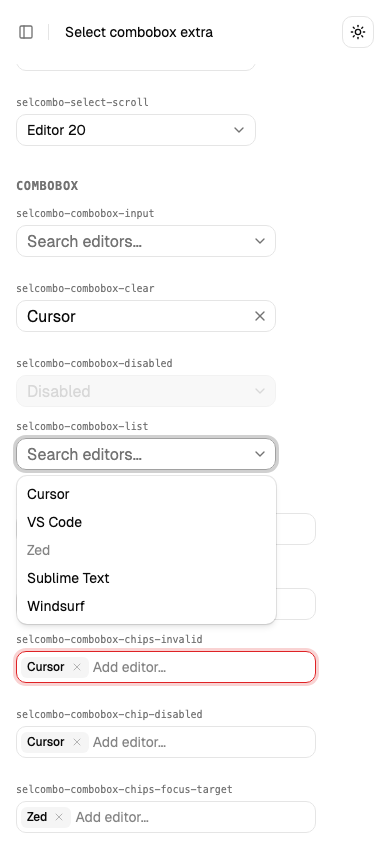 Select combobox extra
selcombo-select-scroll
Editor 20
COMBOBOX
selcombo-combobox-input
Search editors...
selcombo-combobox-clear
Cursor
selcombo-combobox-disabled
Disabled
selcombo-combobox-list
Search editors...
Cursor
VS Code
Zed
Sublime Text
Windsurf
selcombo-combobox-chips-invalid
Cursor Add editor...
selcombo-combobox-chip-disabled
Cursor Add editor...
selcombo-combobox-chips-focus-target
Zed Add editor...